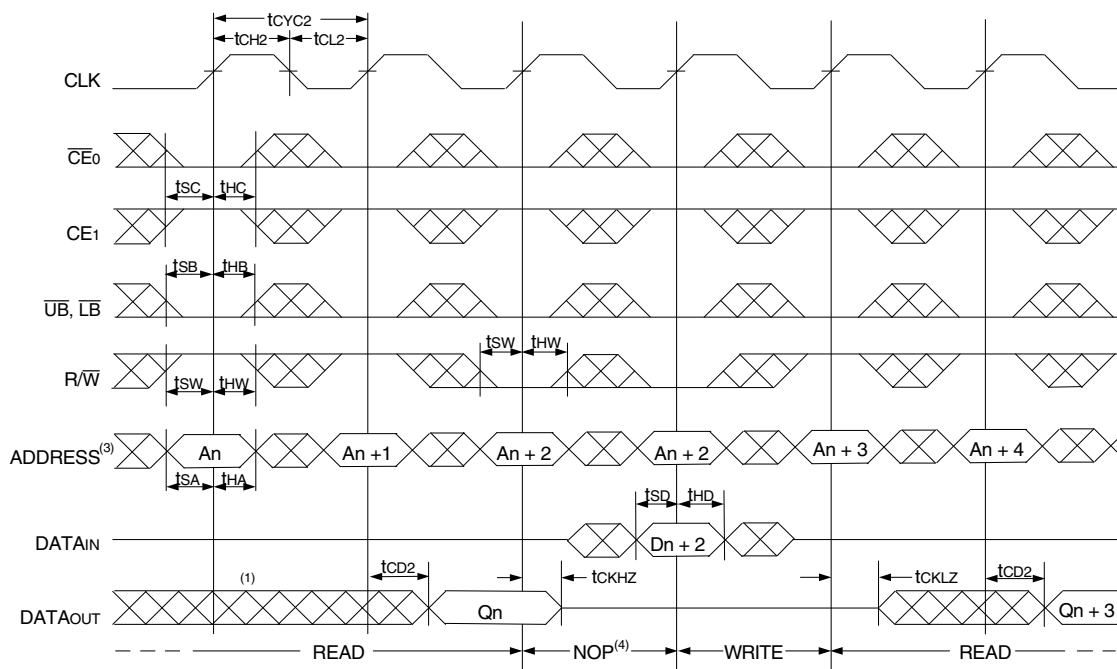 tCYC2
tCH2 tCL2
CLK
CE0
tSC tHC
CE1
tSB tHB
UB, LB
tSW tHW
R/W
tSW tHW
ADDRESS(3) An An +1 An + 2 An + 2 An + 3 An + 4
tSA tHA
tSD tHD
DATAIN Dn + 2
(1) tCD2 tCKHZ tCKLZ tCD2
DATAOUT Qn Qn + 3
READ NOP(4) WRITE READ